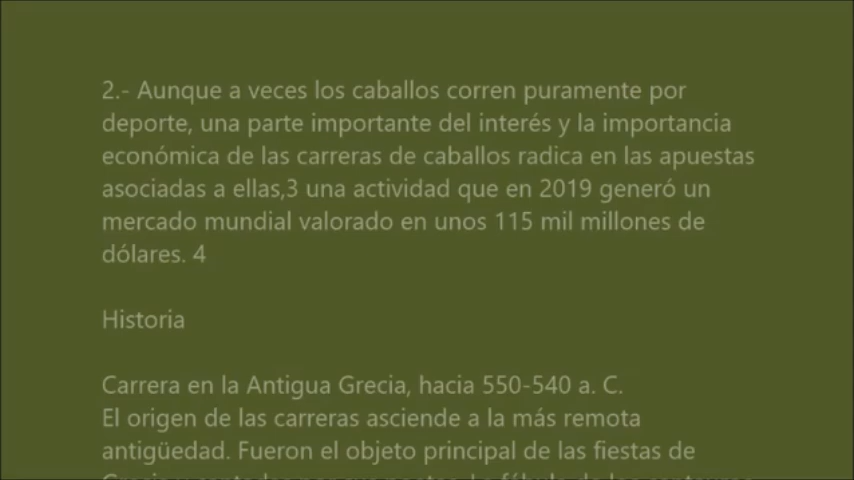 2.- Aunque a veces los caballos corren puramente por
deporte, una parte importante del interés y la importancia
económica de las carreras de caballos radica en las apuestas
asociadas a ellas,3 una actividad que en 2019 generó un
mercado mundial valorado en unos 115 mil millones de
dólares. 4
Historia
Carrera en la Antigua Grecia, hacia 550-540 a. C.
El origen de las carreras asciende a la más remota
antigüedad. Fueron el objeto principal de las fiestas de